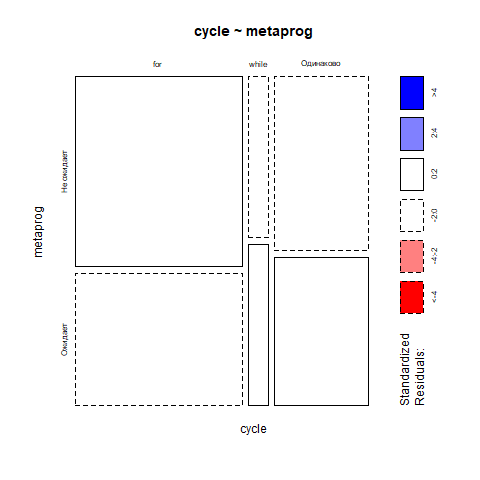 cycle ~ metaprog
for
while
Одинаково
Не ожидает
Ожидает
metaprog
cycle
>4
2:4
0:2
-2:0
-4:-2
<-4
Standardized
Residuals: